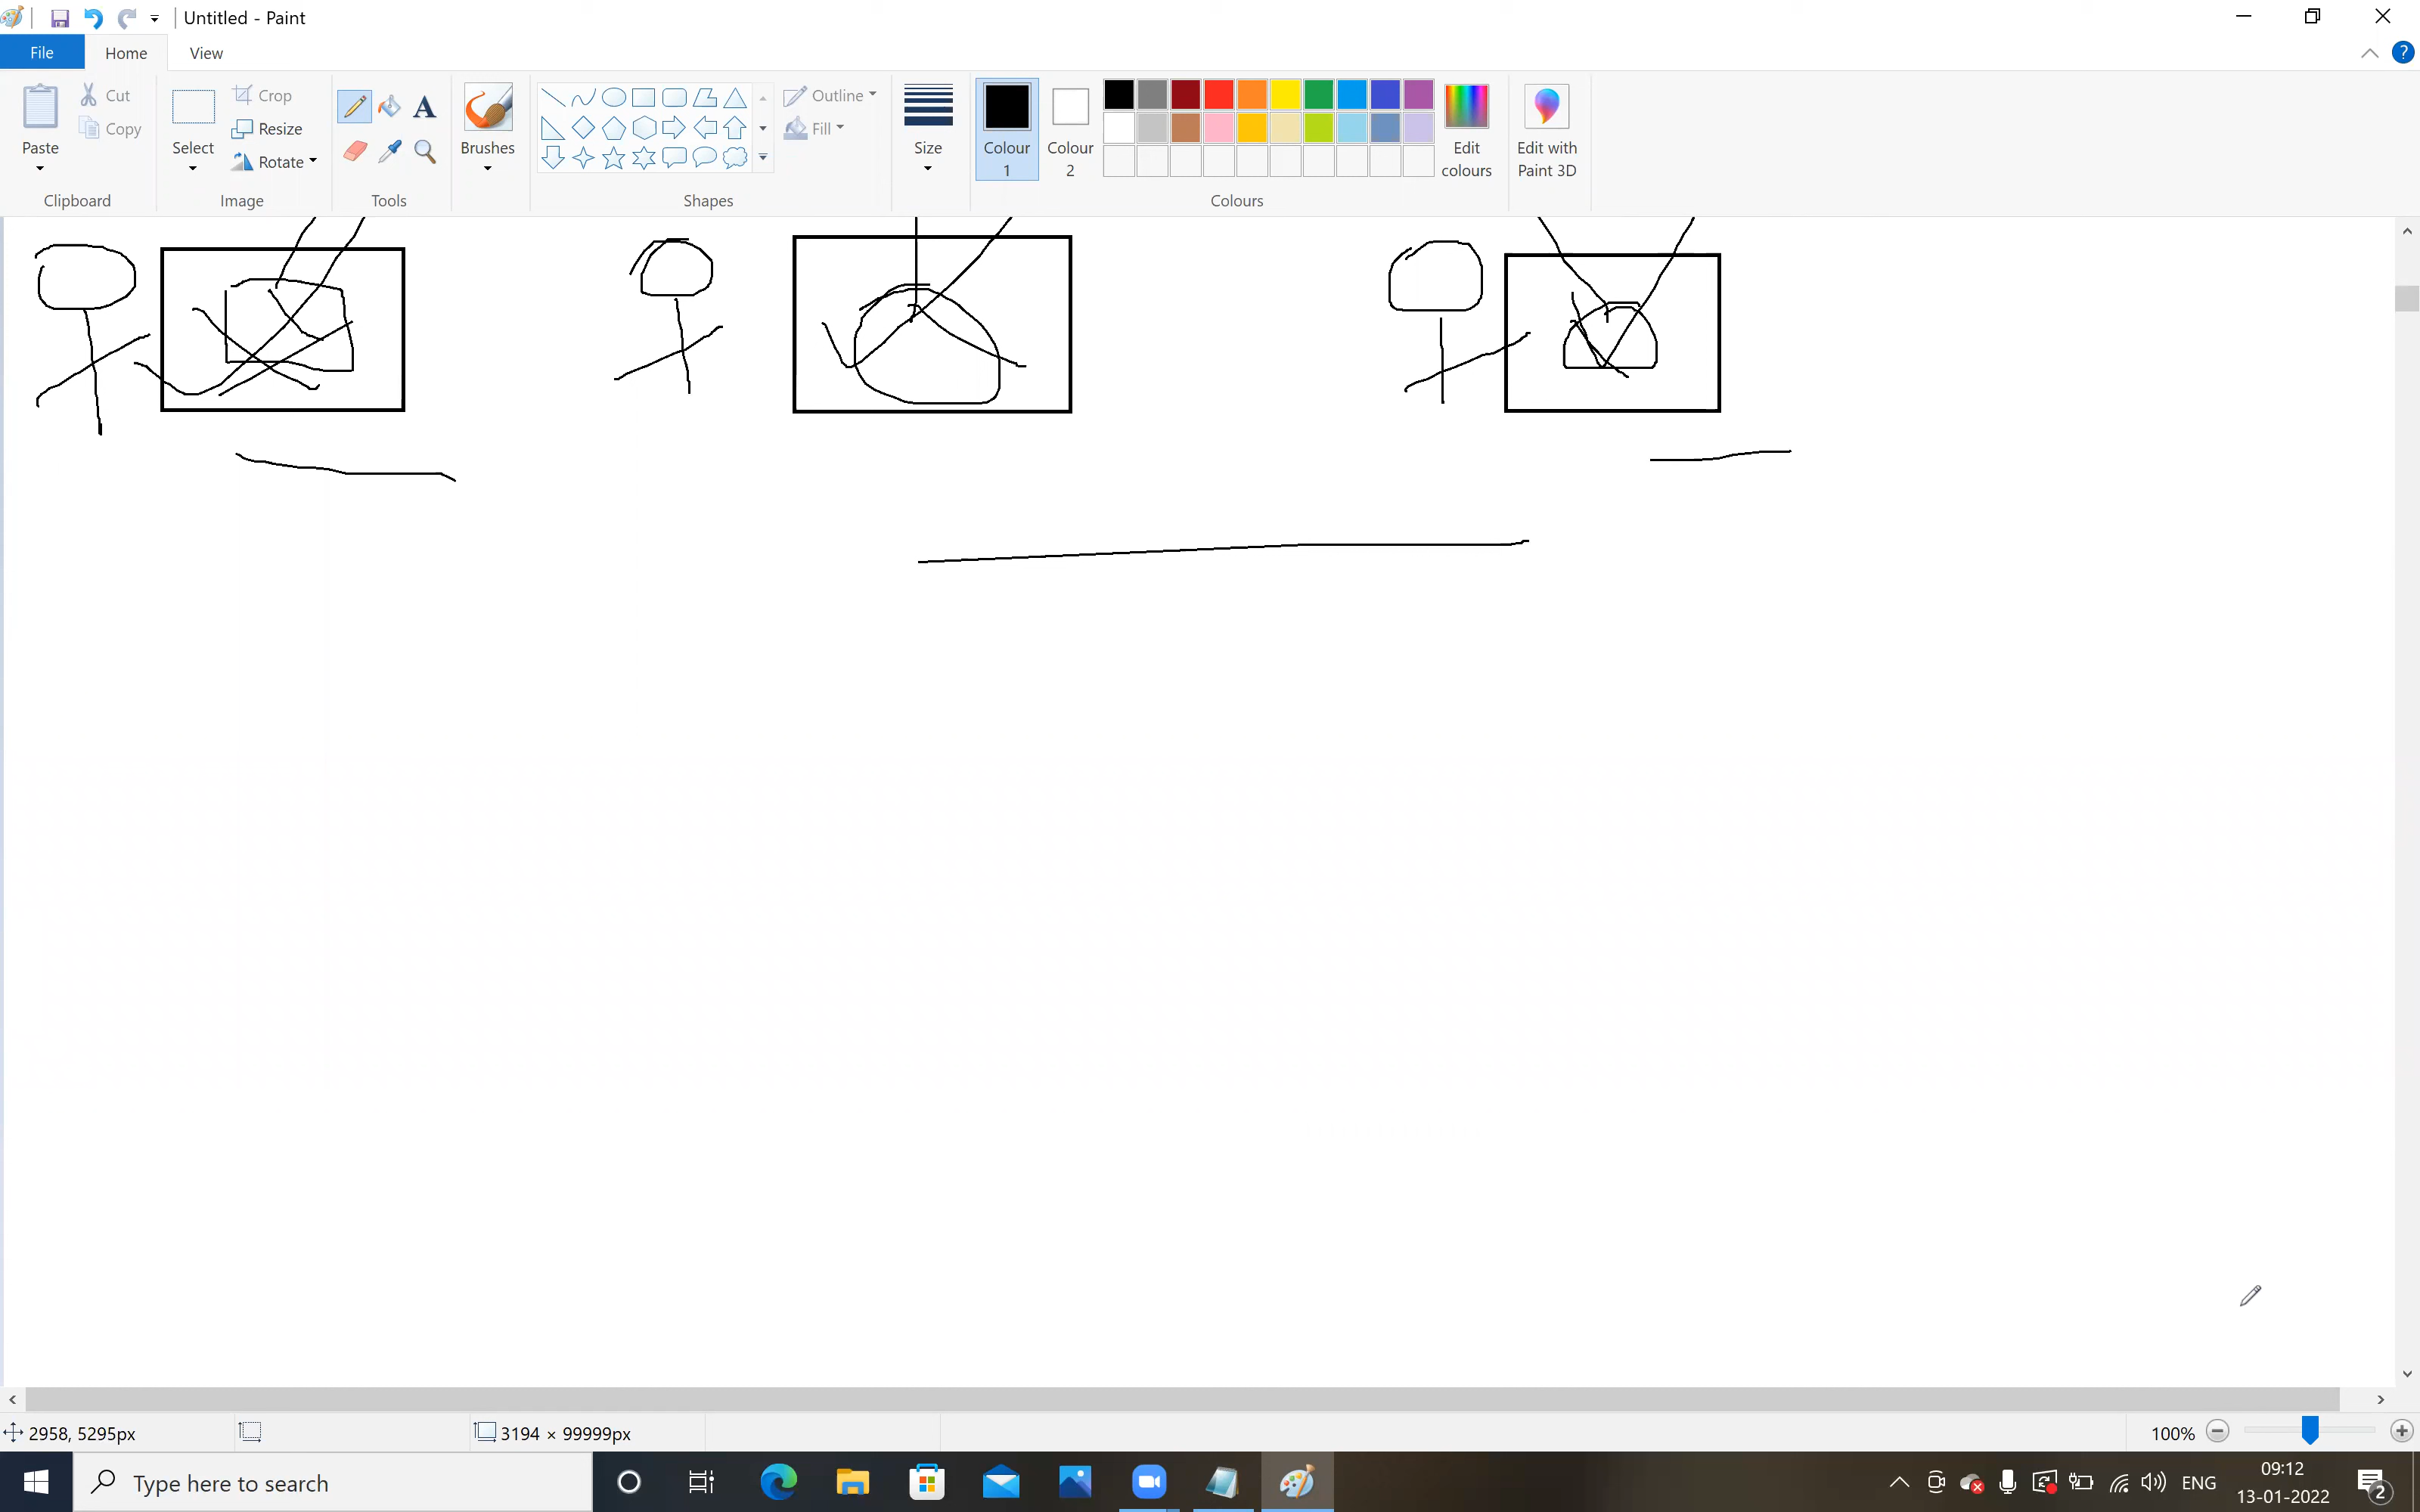 Untitled - Paint
File Home View
Paste Cut Copy Clipboard
Select Crop Resize Rotate Image
Tools
Brushes
Outline Fill Shapes
Size
Colour 1 Colour 2 Edit colours Colours
Edit with Paint 3D
2958, 5295px 3194 × 99999px 100%
Type here to search
ENG 09:12
13-01-2022 2